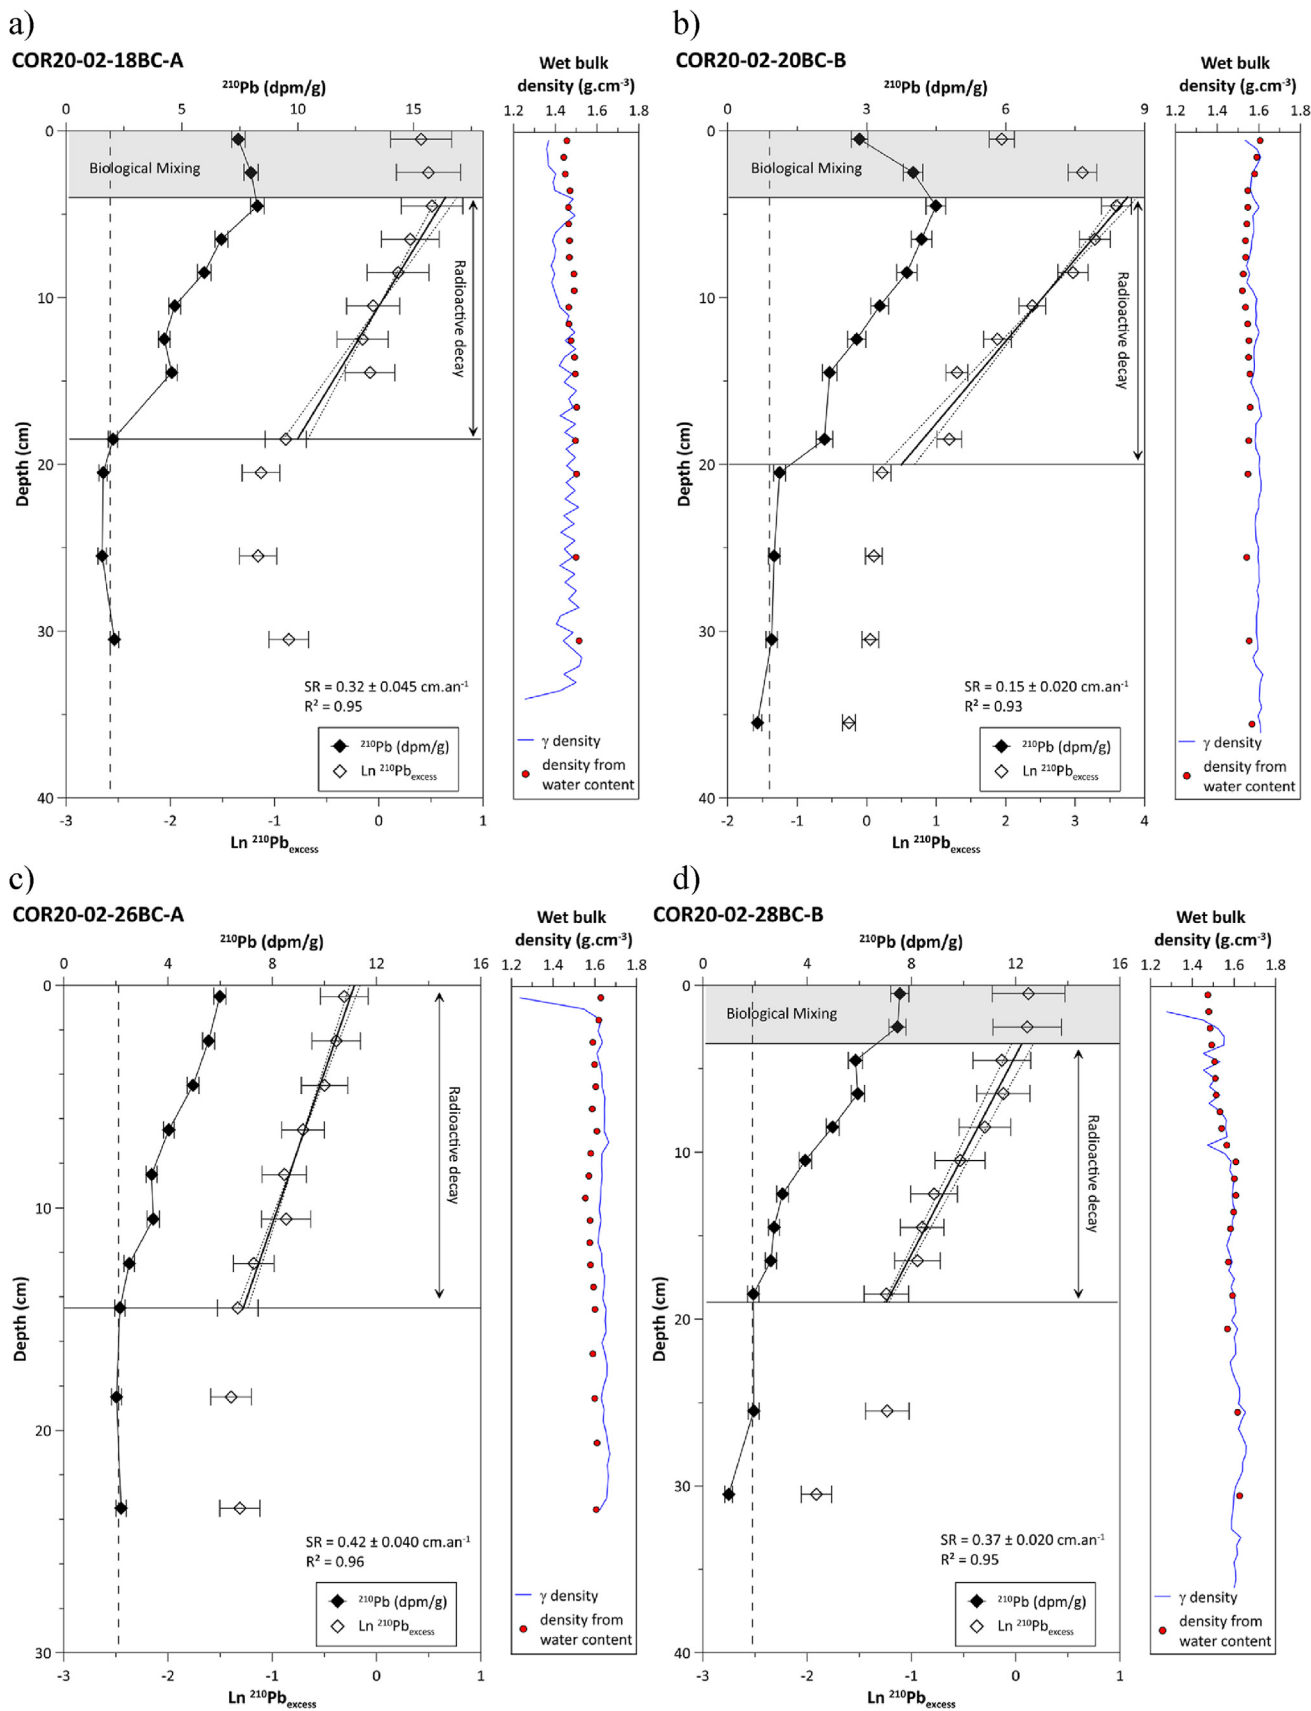 a)
COR20-02-18BC-A
²¹⁰Pb (dpm/g)
0 5 10 15
Wet bulk
density (g.cm⁻³)
1.2 1.4 1.6 1.8
Biological Mixing
Radioactive decay
Depth (cm)
0
10
20
30
40
SR = 0.32 ± 0.045 cm.an⁻¹
R² = 0.95
²¹⁰Pb (dpm/g)
Ln ²¹⁰Pbexcess
γ density
density from
water content
-3 -2 -1 0 1
Ln ²¹⁰Pbexcess
b)
COR20-02-20BC-B
²¹⁰Pb (dpm/g)
0 3 6 9
Wet bulk
density (g.cm⁻³)
1.2 1.4 1.6 1.8
Biological Mixing
Radioactive decay
Depth (cm)
0
10
20
30
40
SR = 0.15 ± 0.020 cm.an⁻¹
R² = 0.93
²¹⁰Pb (dpm/g)
Ln ²¹⁰Pbexcess
γ density
density from
water content
-2 -1 0 1 2 3 4
Ln ²¹⁰Pbexcess
c)
COR20-02-26BC-A
²¹⁰Pb (dpm/g)
0 4 8 12 16
Wet bulk
density (g.cm⁻³)
1.2 1.4 1.6 1.8
Radioactive decay
Depth (cm)
0
10
20
30
SR = 0.42 ± 0.040 cm.an⁻¹
R² = 0.96
²¹⁰Pb (dpm/g)
Ln ²¹⁰Pbexcess
γ density
density from
water content
-3 -2 -1 0 1
Ln ²¹⁰Pbexcess
d)
COR20-02-28BC-B
²¹⁰Pb (dpm/g)
0 4 8 12 16
Wet bulk
density (g.cm⁻³)
1.2 1.4 1.6 1.8
Biological Mixing
Radioactive decay
Depth (cm)
0
10
20
30
40
SR = 0.37 ± 0.020 cm.an⁻¹
R² = 0.95
²¹⁰Pb (dpm/g)
Ln ²¹⁰Pbexcess
γ density
density from
water content
-3 -2 -1 0 1
Ln ²¹⁰Pbexcess